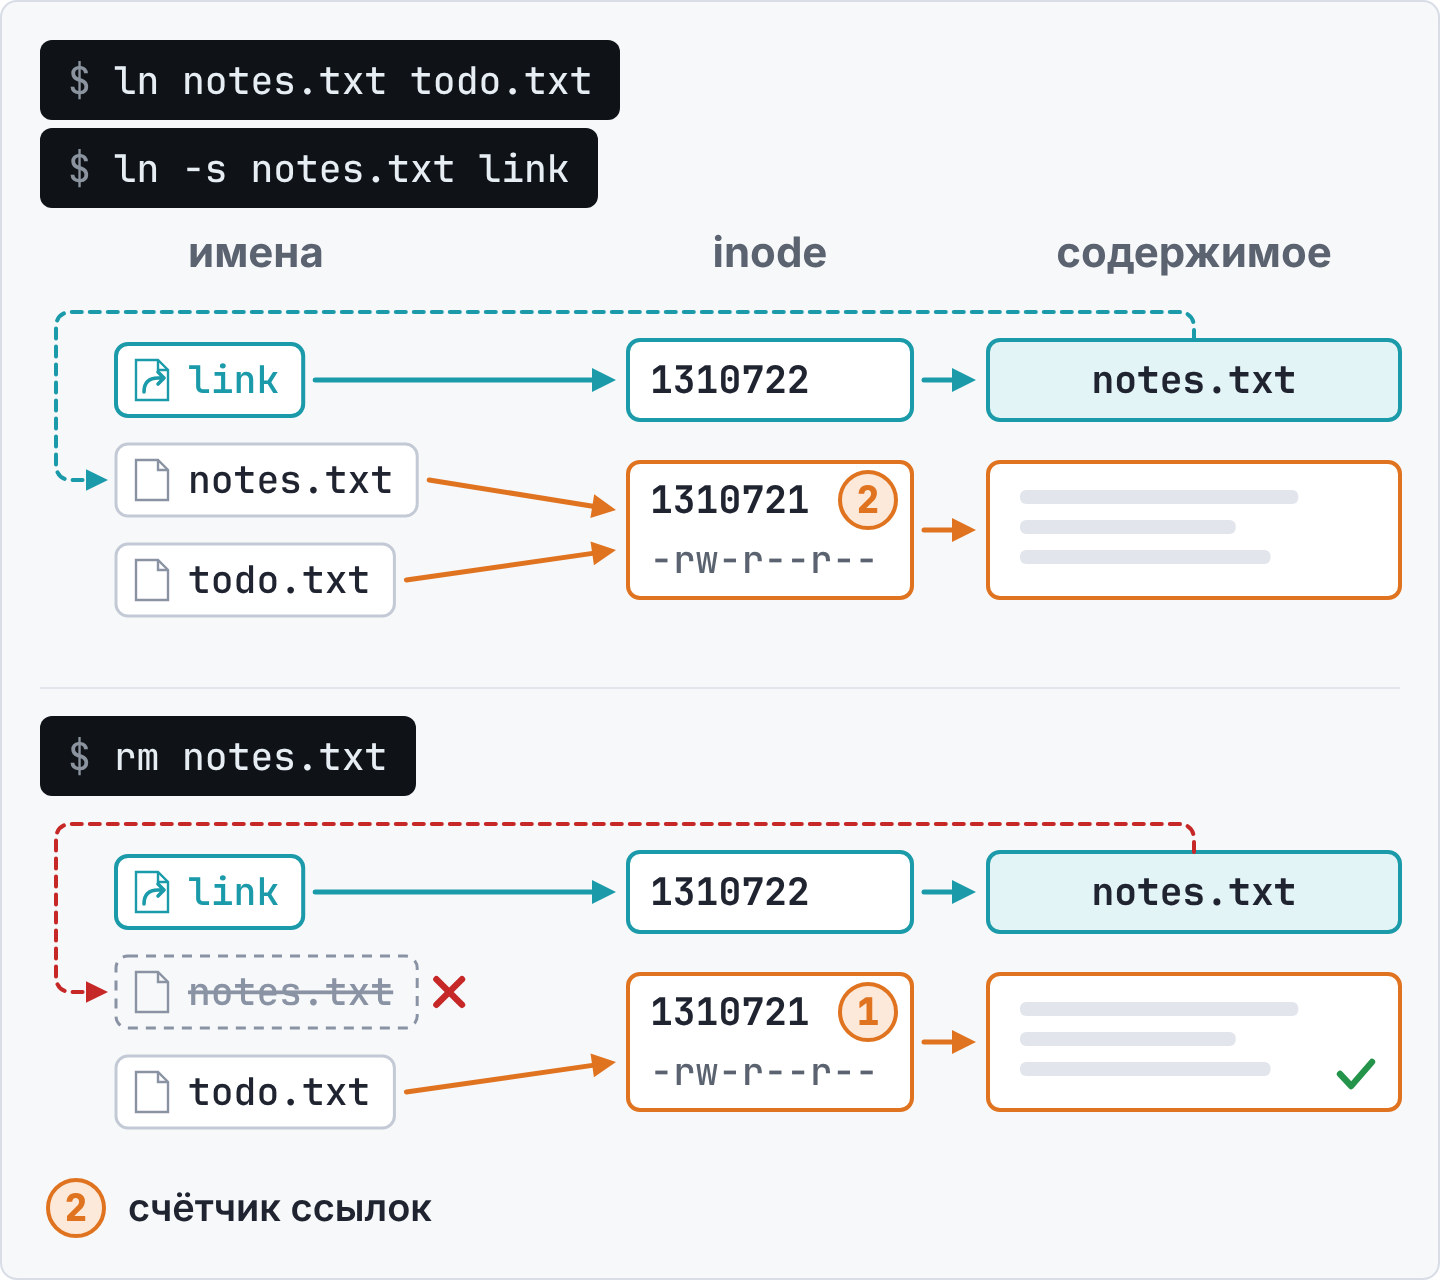 $ ln notes.txt todo.txt
$ ln -s notes.txt link
имена inode содержимое
link 1310722 notes.txt
notes.txt 1310721 2
-rw-r--r--
todo.txt
$ rm notes.txt
link 1310722 notes.txt
notes.txt 1310721 1
-rw-r--r--
todo.txt
2 счётчик ссылок